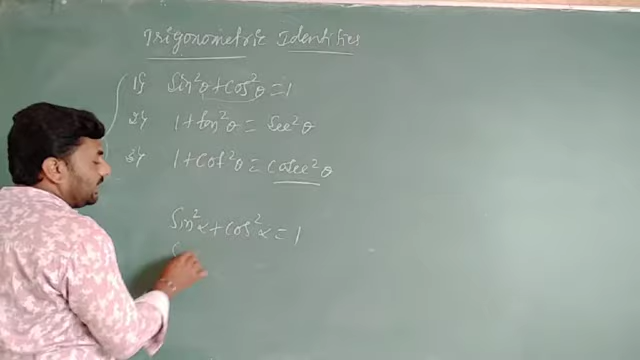 Trigonometric Identities
1) Sin²θ + Cos²θ = 1
2) 1 + tan²θ = Sec²θ
3) 1 + Cot²θ = Cosec²θ
Sin²α + Cos²α = 1